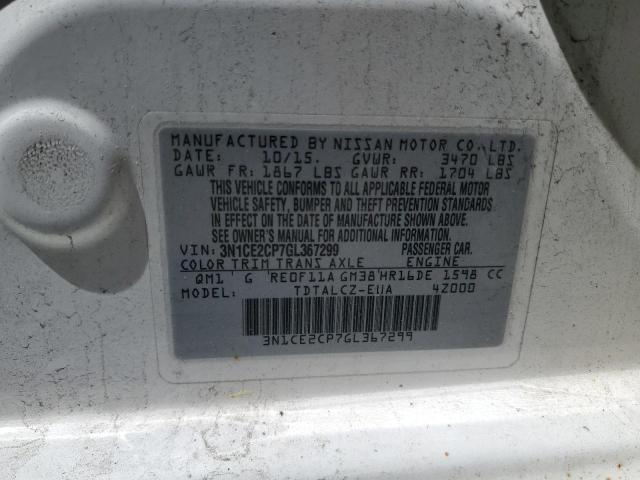 MANUFACTURED BY NISSAN MOTOR CO., LTD.
DATE: 10/15. GVWR: 3470 LBS
GAWR FR: 1867 LBS GAWR RR: 1704 LBS
THIS VEHICLE CONFORMS TO ALL APPLICABLE FEDERAL MOTOR
VEHICLE SAFETY, BUMPER AND THEFT PREVENTION STANDARDS
IN EFFECT ON THE DATE OF MANUFACTURE SHOWN ABOVE.
SEE OWNER'S MANUAL FOR ADDITIONAL INFORMATION.
VIN: 3N1CE2CP7GL367299 PASSENGER CAR.
COLOR TRIM TRANS AXLE ENGINE
QM1 G RE0F11A GM38 HR16DE 1598 CC
MODEL: TDTALCZ-EUA 42000
3N1CE2CP7GL367299